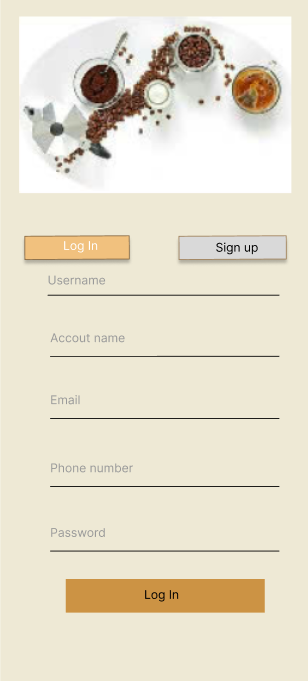 Log In
Sign up
Username
Accout name
Email
Phone number
Password
Log In